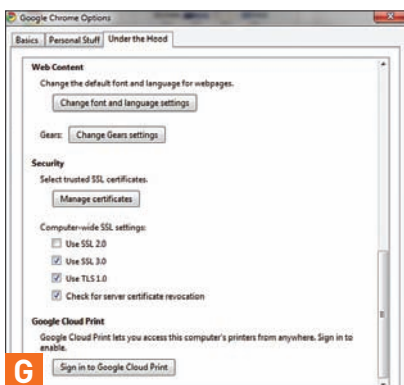 Google Chrome Options
Basics Personal Stuff Under the Hood
Web Content
Change the default font and language for webpages.
Change font and language settings
Gears: Change Gears settings
Security
Select trusted SSL certificates.
Manage certificates
Computer-wide SSL settings:
Use SSL 2.0
Use SSL 3.0
Use TLS 1.0
Check for server certificate revocation
Google Cloud Print
Google Cloud Print lets you access this computer's printers from anywhere. Sign in to
enable.
Sign in to Google Cloud Print
G